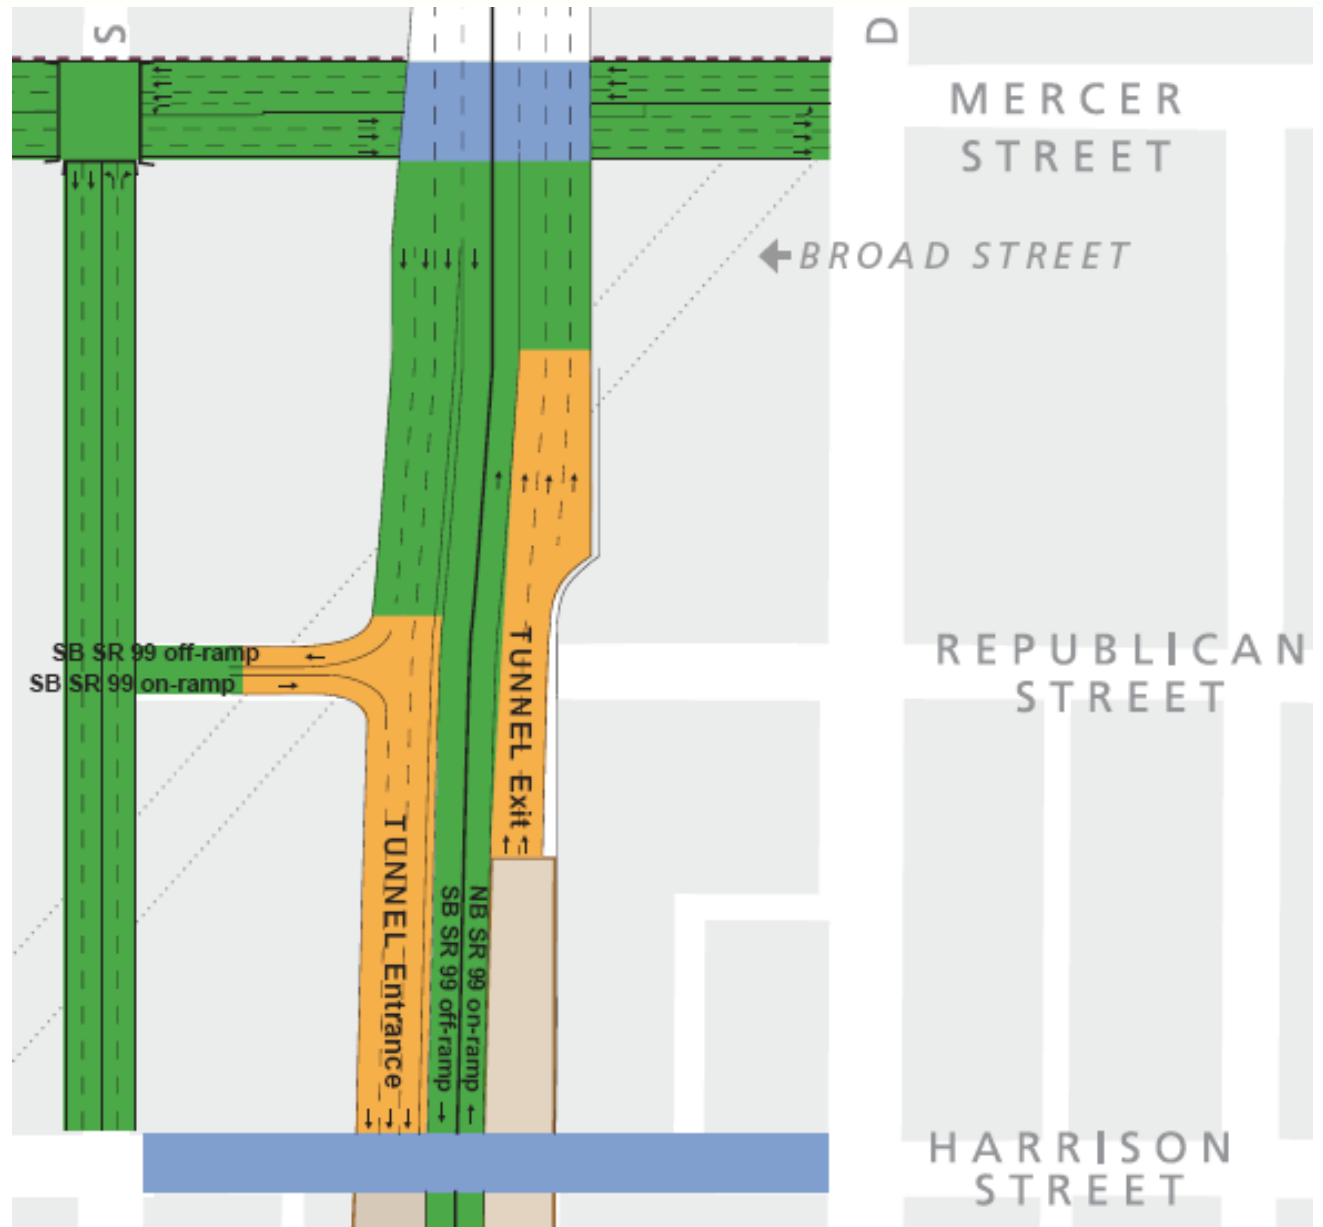 S
D
MERCER
STREET
BROAD STREET
SB SR 99 off-ramp
SB SR 99 on-ramp
REPUBLICAN
STREET
TUNNEL Exit
TUNNEL Entrance
SB SR 99 off-ramp
NB SR 99 on-ramp
HARRISON
STREET